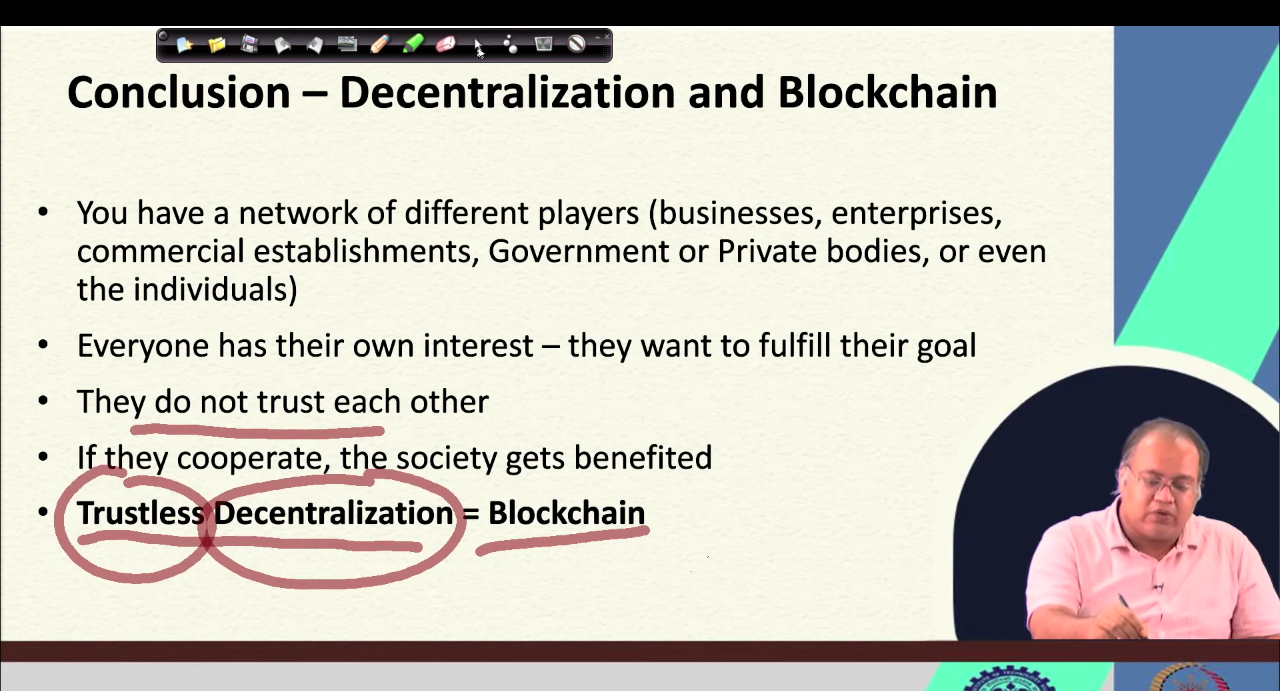 Conclusion – Decentralization and Blockchain
• You have a network of different players (businesses, enterprises,
commercial establishments, Government or Private bodies, or even
the individuals)
• Everyone has their own interest – they want to fulfill their goal
• They do not trust each other
• If they cooperate, the society gets benefited
• Trustless Decentralization = Blockchain